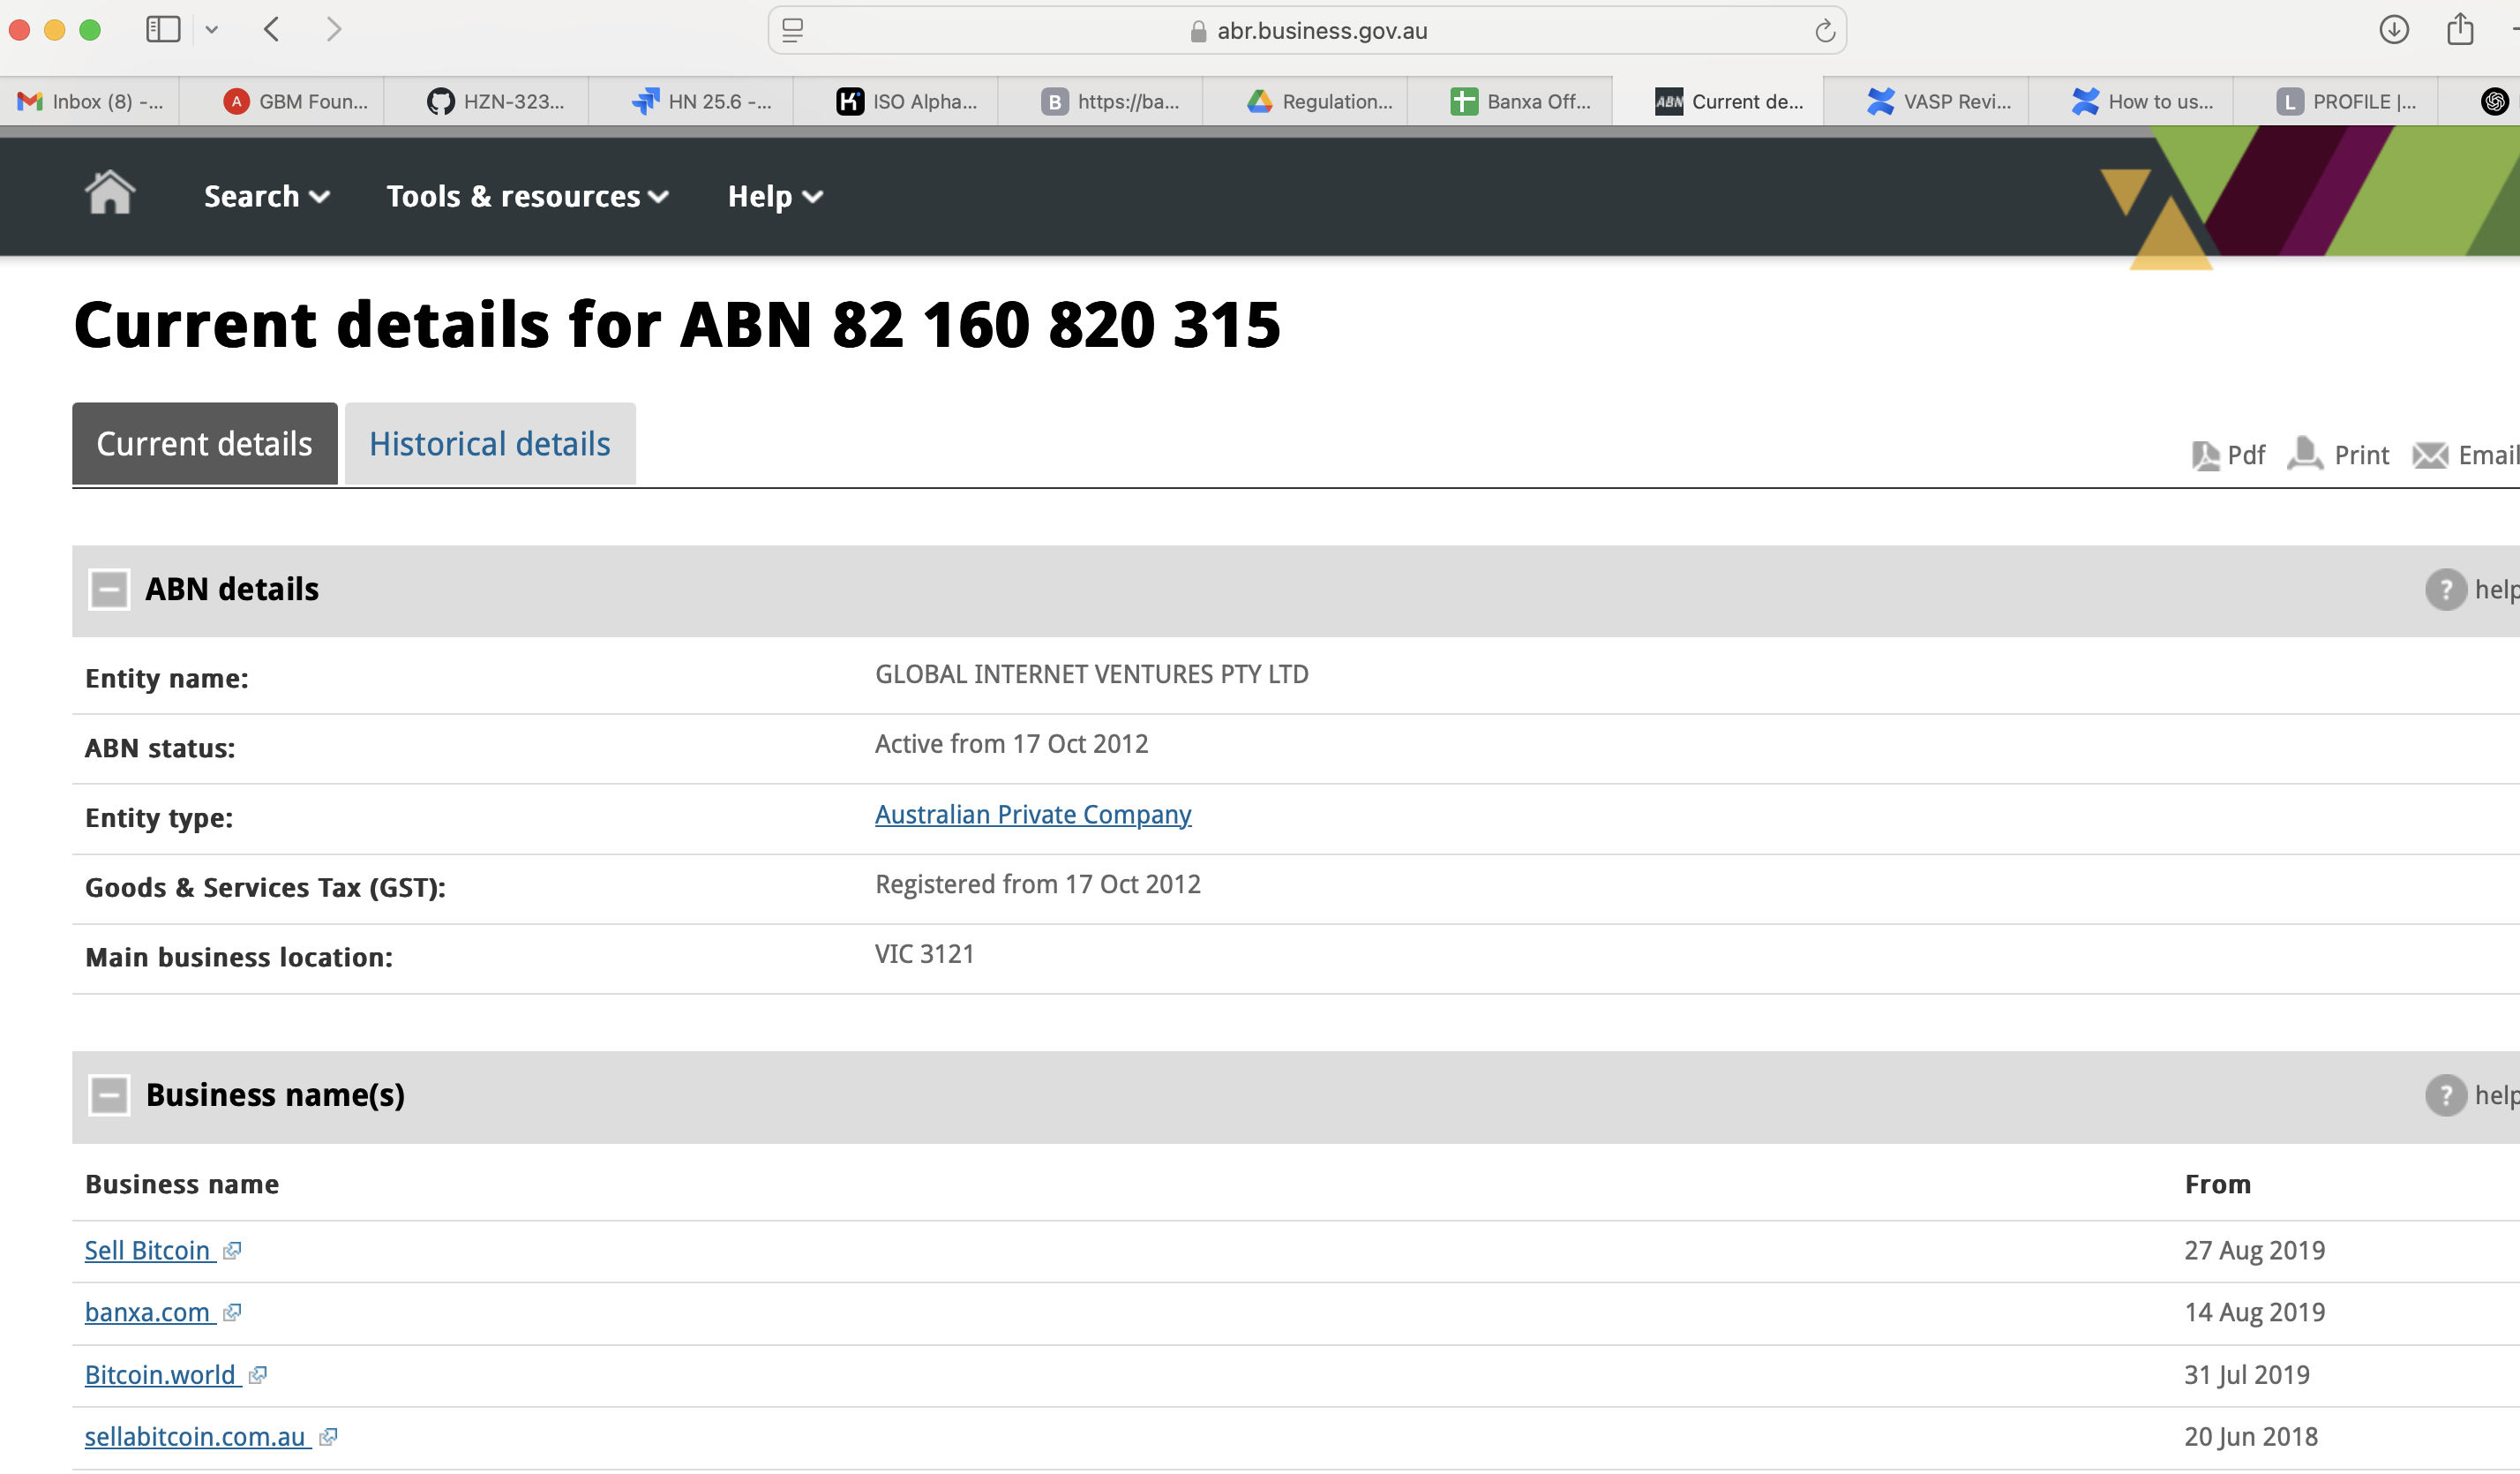 abr.business.gov.au
Inbox (8) -...
A GBM Foun...
HZN-323...
HN 25.6 -...
K ISO Alpha...
B https://ba...
Regulation...
Banxa Off...
ABN Current de...
VASP Revi...
How to us...
L PROFILE |...
Search
Tools & resources
Help
Current details for ABN 82 160 820 315
Current details
Historical details
Pdf
Print
Email
ABN details
? help
Entity name: GLOBAL INTERNET VENTURES PTY LTD
ABN status: Active from 17 Oct 2012
Entity type: Australian Private Company
Goods & Services Tax (GST): Registered from 17 Oct 2012
Main business location: VIC 3121
Business name(s)
? help
Business name From
Sell Bitcoin 27 Aug 2019
banxa.com 14 Aug 2019
Bitcoin.world 31 Jul 2019
sellabitcoin.com.au 20 Jun 2018